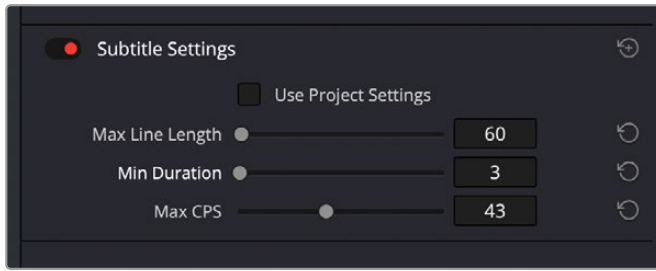 Subtitle Settings
Use Project Settings
Max Line Length 60
Min Duration 3
Max CPS 43